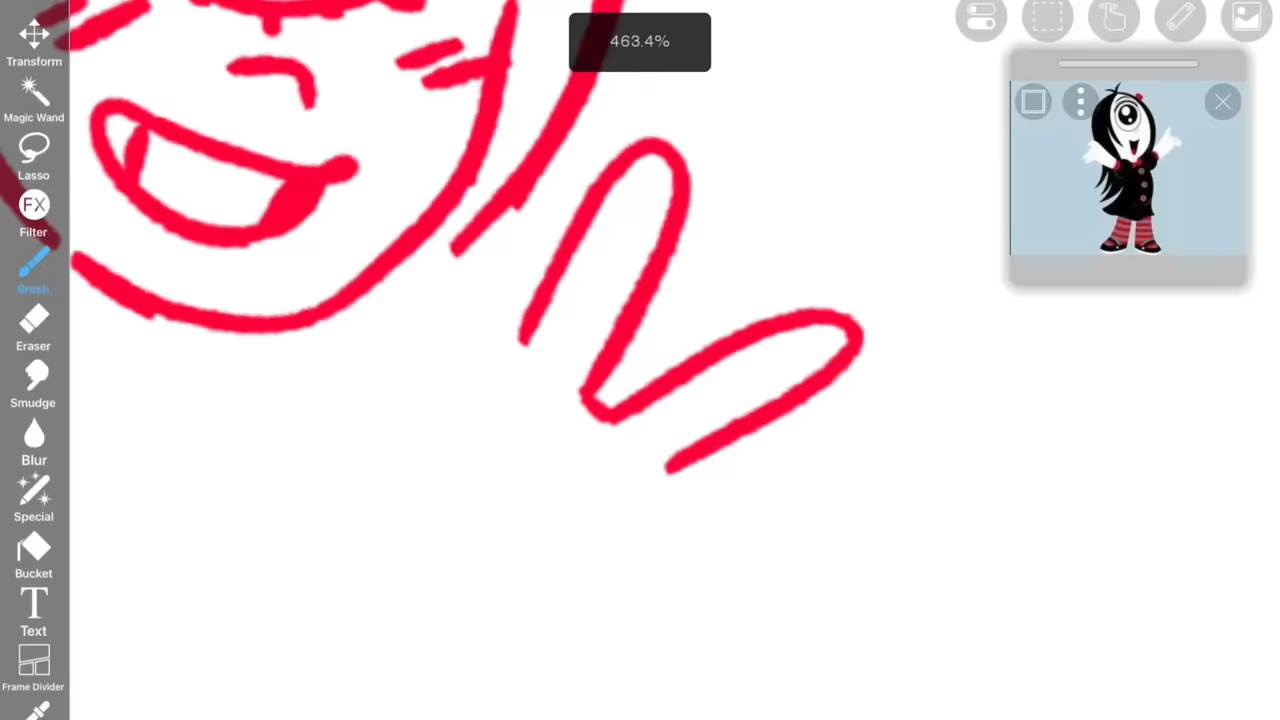 463.4%
Transform
Magic Wand
Lasso
FX
Filter
Brush
Eraser
Smudge
Blur
Special
Bucket
T
Text
Frame Divider